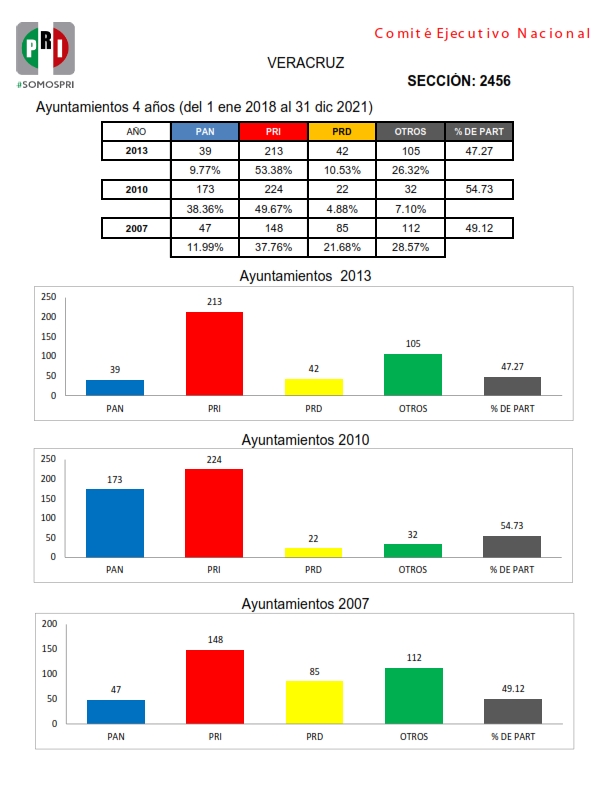 Comité Ejecutivo Nacional
PRI
#SOMOSPRI
VERACRUZ
SECCIÓN: 2456
Ayuntamientos 4 años (del 1 ene 2018 al 31 dic 2021)
AÑO PAN PRI PRD OTROS % DE PART
2013 39 213 42 105 47.27
9.77% 53.38% 10.53% 26.32%
2010 173 224 22 32 54.73
38.36% 49.67% 4.88% 7.10%
2007 47 148 85 112 49.12
11.99% 37.76% 21.68% 28.57%
Ayuntamientos 2013
250
200
150
100
50
0
39 213 42 105 47.27
PAN PRI PRD OTROS % DE PART
Ayuntamientos 2010
250
200
150
100
50
0
173 224 22 32 54.73
PAN PRI PRD OTROS % DE PART
Ayuntamientos 2007
200
150
100
50
0
47 148 85 112 49.12
PAN PRI PRD OTROS % DE PART